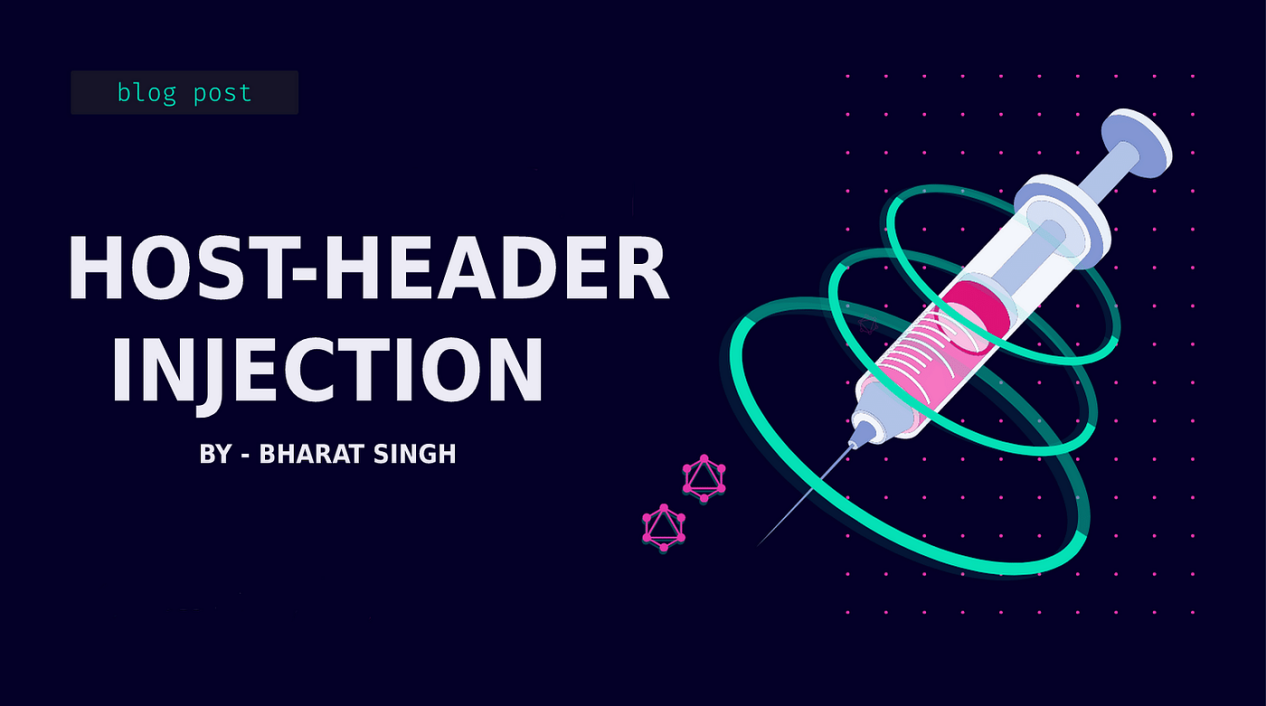 blog post
HOST-HEADER
INJECTION
BY - BHARAT SINGH